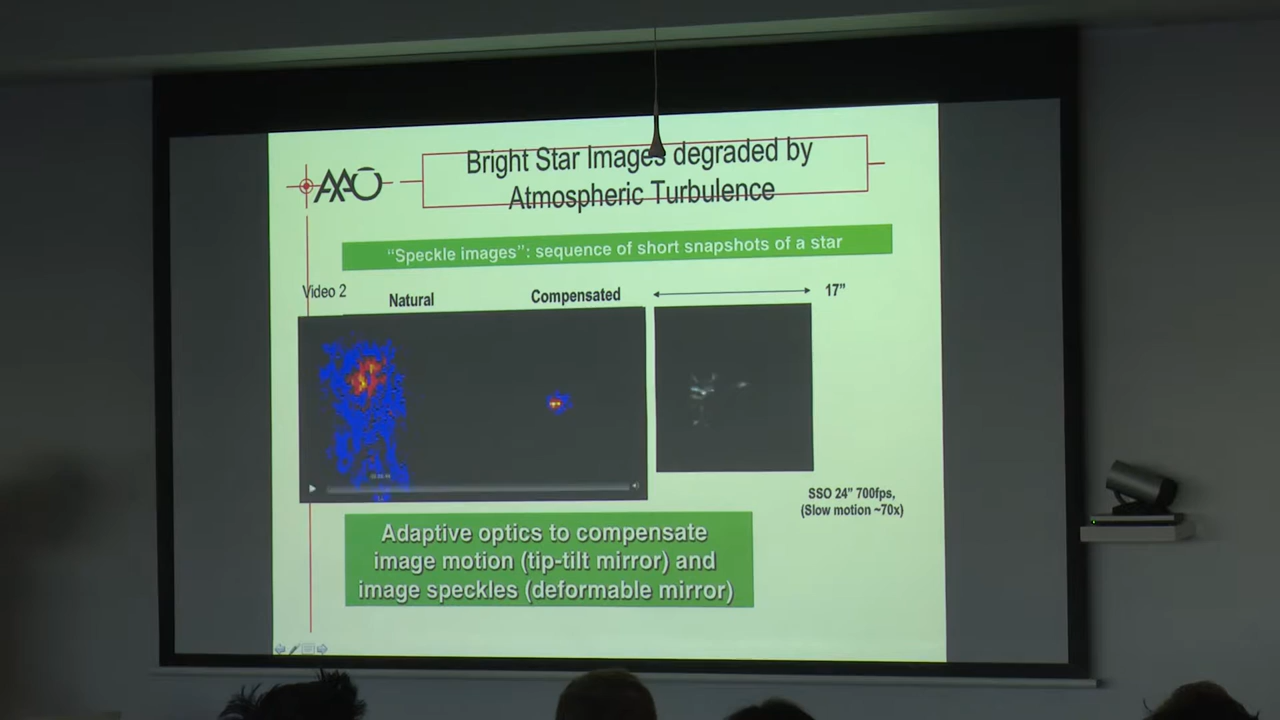 AAO
Bright Star Images degraded by
Atmospheric Turbulence
“Speckle images”: sequence of short snapshots of a star
Video 2
Natural
Compensated
17”
SSO 24” 700fps,
(Slow motion ~70x)
Adaptive optics to compensate
image motion (tip-tilt mirror) and
image speckles (deformable mirror)